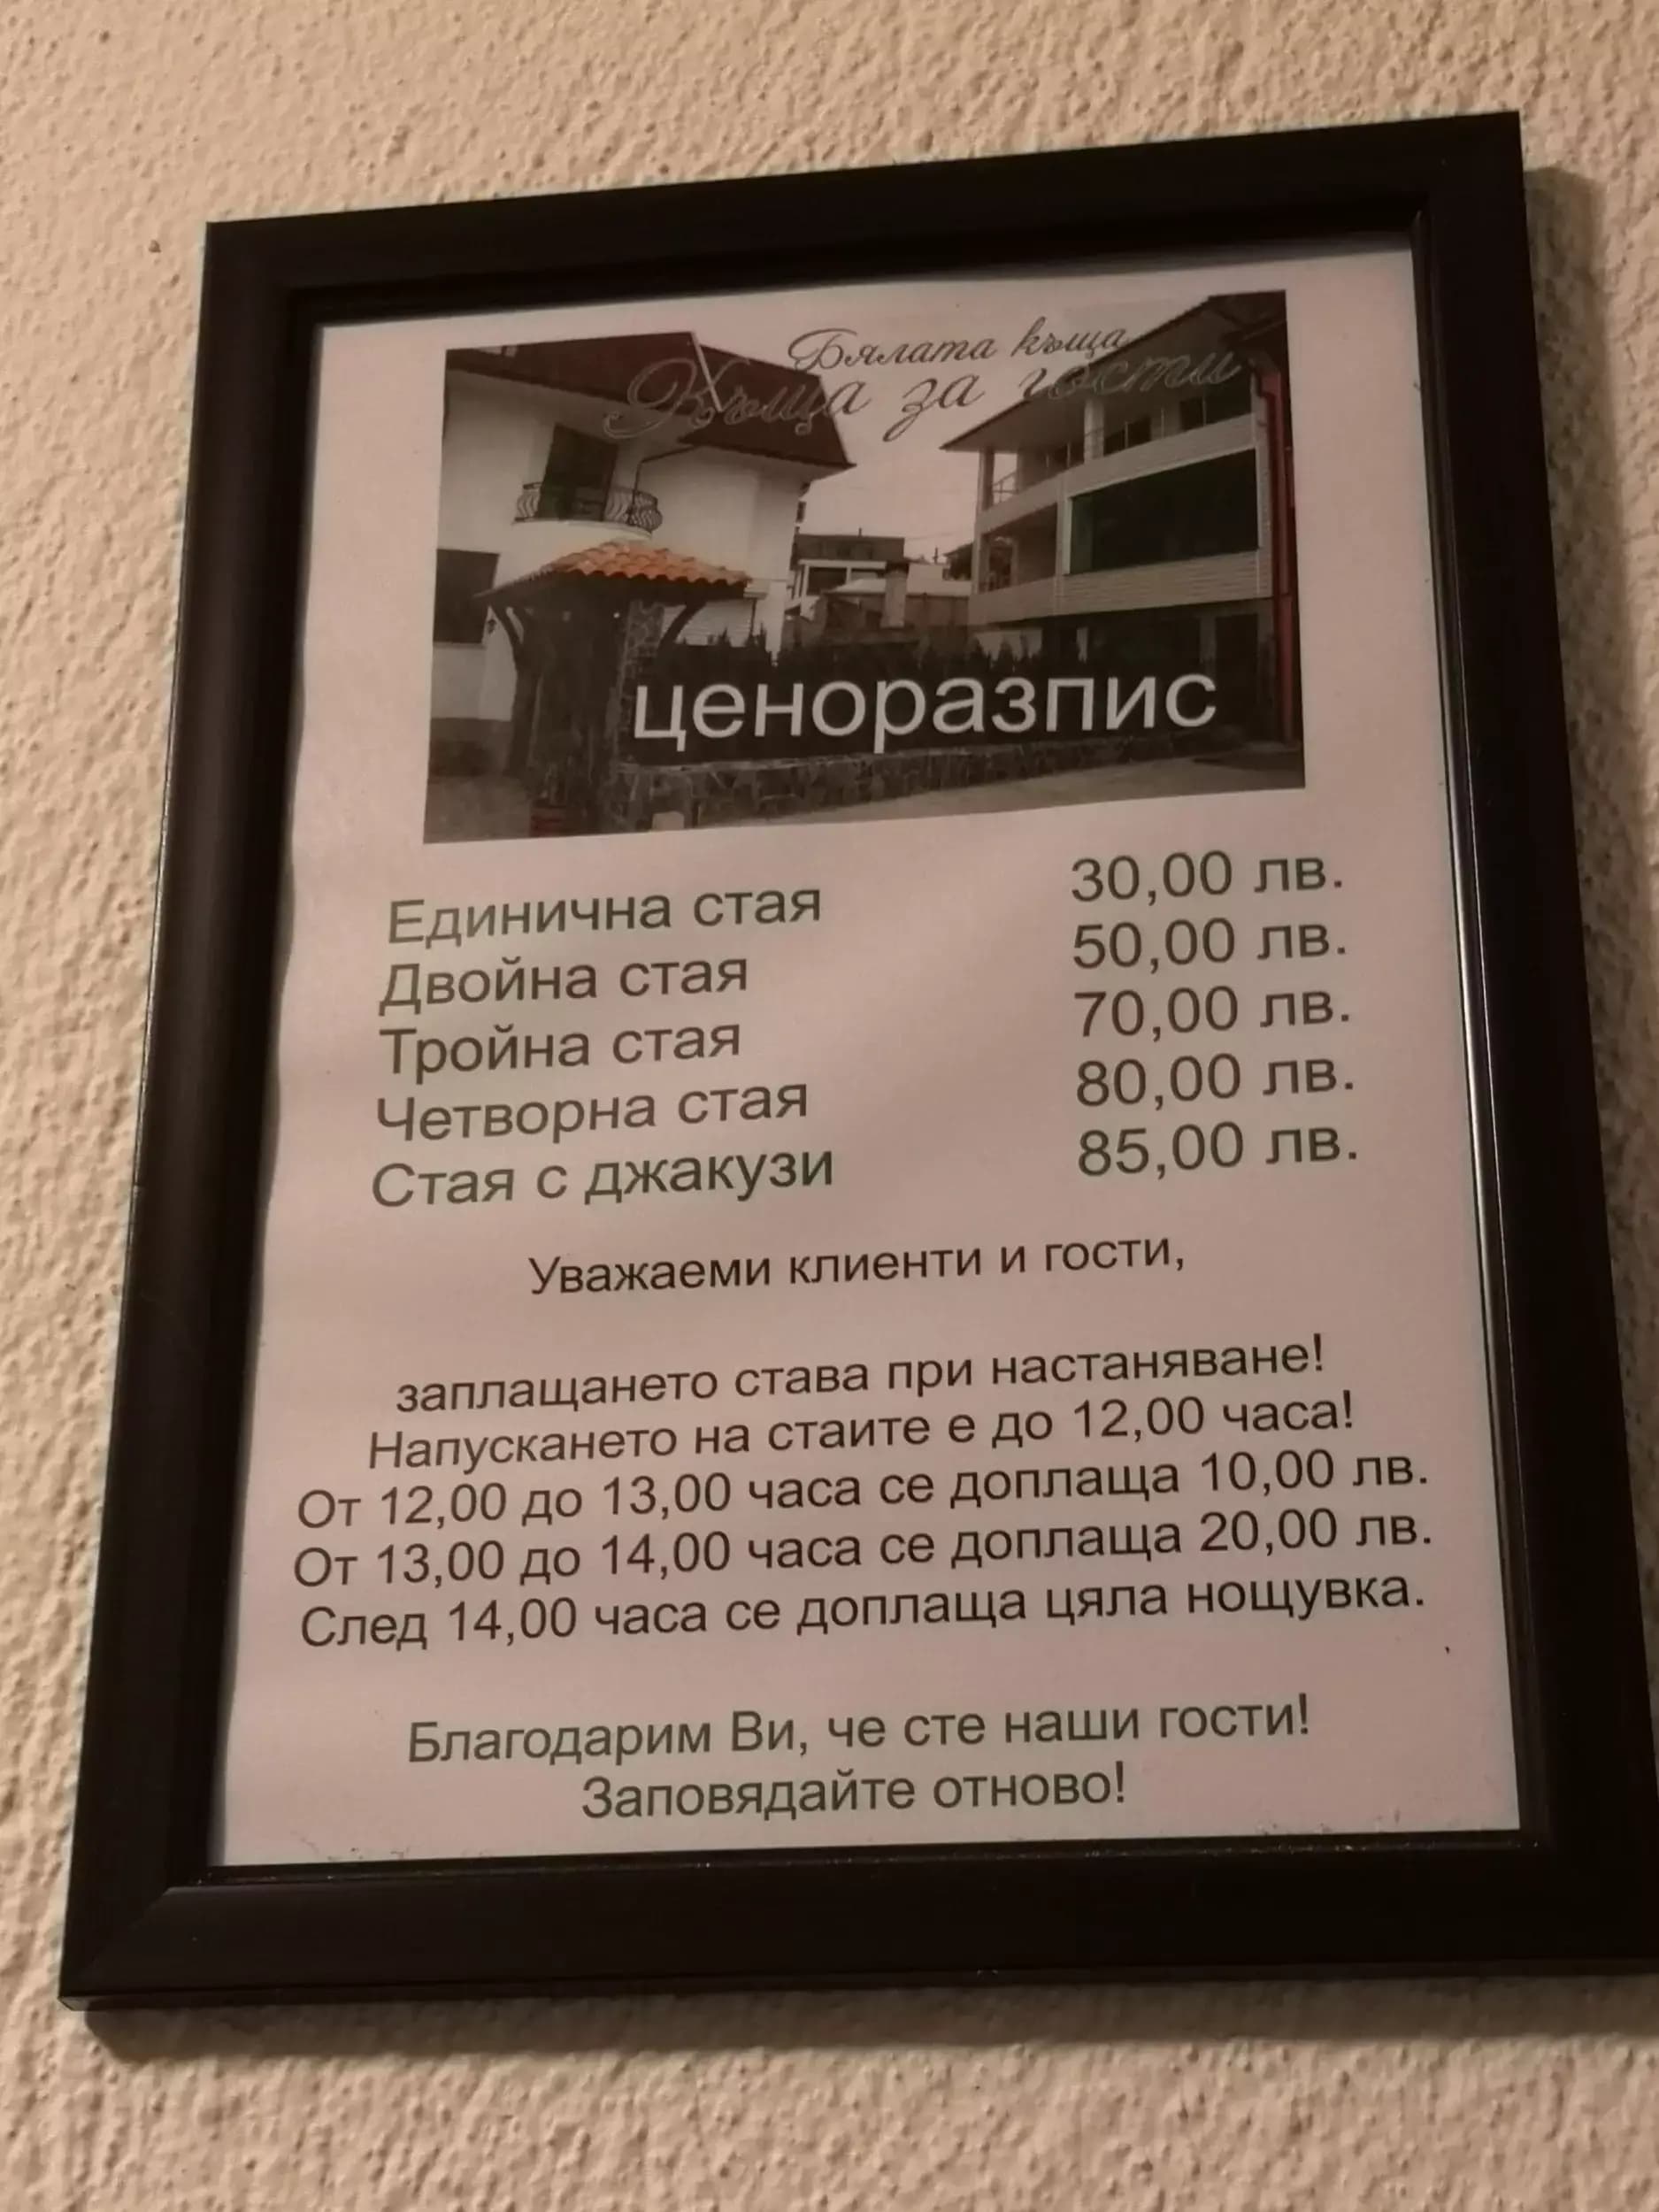 Бялата къща
Къща за гости
ценоразпис
Единична стая 30,00 лв.
Двойна стая 50,00 лв.
Тройна стая 70,00 лв.
Четворна стая 80,00 лв.
Стая с джакузи 85,00 лв.
Уважаеми клиенти и гости,
заплащането става при настаняване!
Напускането на стаите е до 12,00 часа!
От 12,00 до 13,00 часа се доплаща 10,00 лв.
От 13,00 до 14,00 часа се доплаща 20,00 лв.
След 14,00 часа се доплаща цяла нощувка.
Благодарим Ви, че сте наши гости!
Заповядайте отново!